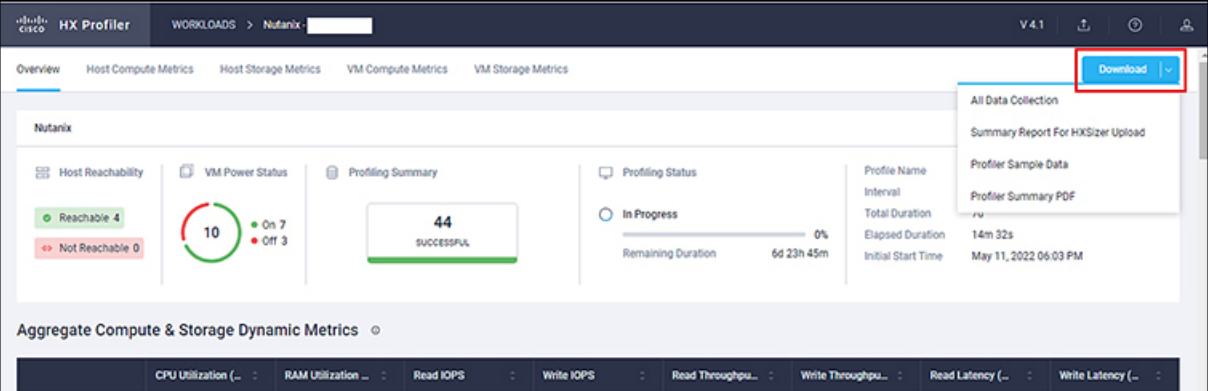 cisco HX Profiler WORKLOADS > Nutanix - V 4.1
Overview Host Compute Metrics Host Storage Metrics VM Compute Metrics VM Storage Metrics Download
All Data Collection
Summary Report For HXSizer Upload
Profiler Sample Data
Profiler Summary PDF
Nutanix
Host Reachability
Reachable 4
Not Reachable 0
VM Power Status
10
On 7
Off 3
Profiling Summary
44
SUCCESSFUL
Profiling Status
In Progress
0%
Remaining Duration 6d 23h 45m
Profile Name
Interval
Total Duration
Elapsed Duration 14m 32s
Initial Start Time May 11, 2022 06:03 PM
Aggregate Compute & Storage Dynamic Metrics
CPU Utilization (... RAM Utilization ... Read IOPS Write IOPS Read Throughpu... Write Throughpu... Read Latency (... Write Latency (...